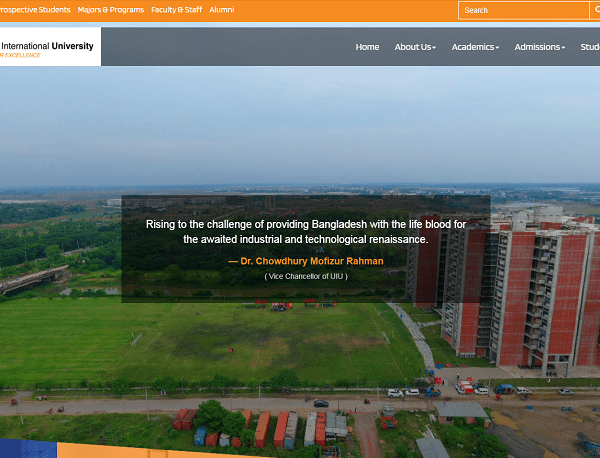 Prospective Students Majors & Programs Faculty & Staff Alumni Search
International University
EXCELLENCE
Home About Us Academics Admissions
Rising to the challenge of providing Bangladesh with the life blood for
the awaited industrial and technological renaissance.
— Dr. Chowdhury Mofizur Rahman
( Vice Chancellor of UIU )